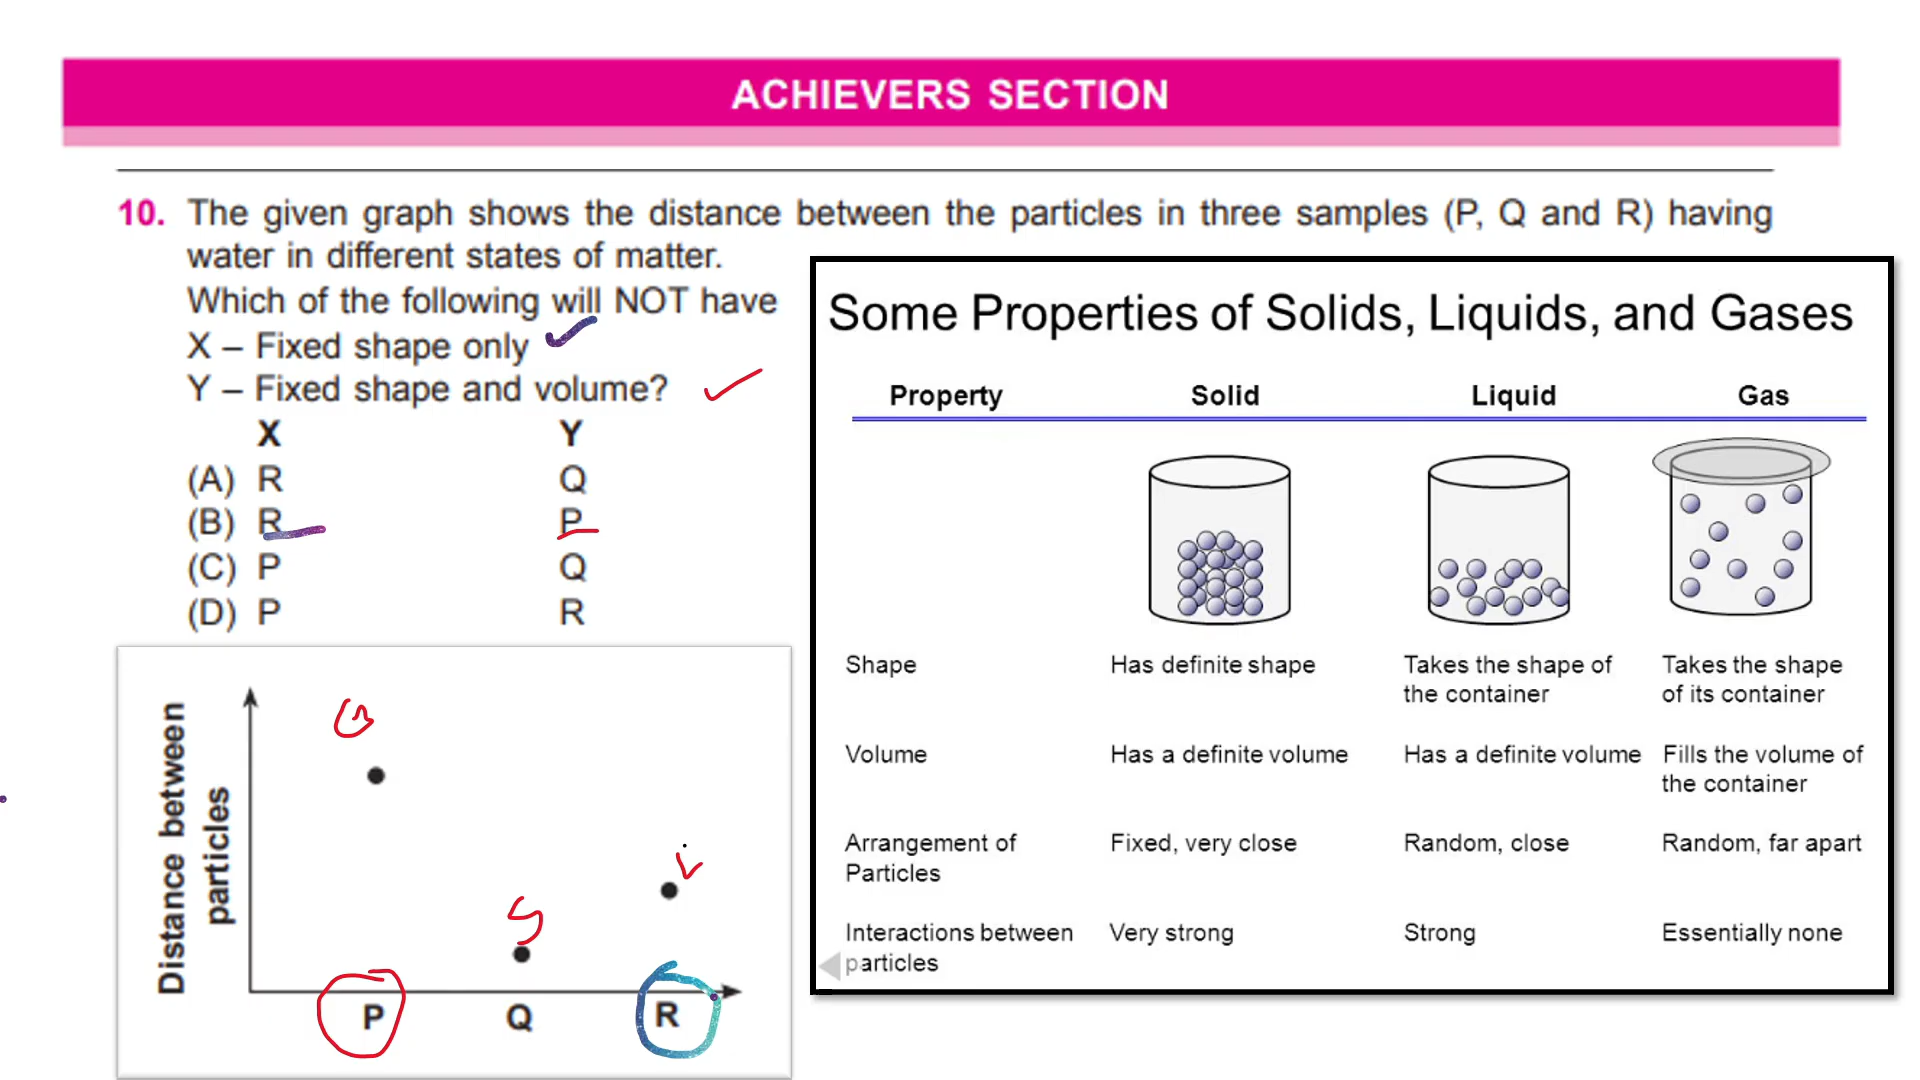 ACHIEVERS SECTION
10. The given graph shows the distance between the particles in three samples (P, Q and R) having
water in different states of matter.
Which of the following will NOT have
X – Fixed shape only
Y – Fixed shape and volume?
X Y
(A) R Q
(B) R P
(C) P Q
(D) P R
Distance between
particles
G
S
L
P Q R
Some Properties of Solids, Liquids, and Gases
Property Solid Liquid Gas
Shape Has definite shape Takes the shape of Takes the shape
the container of its container
Volume Has a definite volume Has a definite volume Fills the volume of
the container
Arrangement of Fixed, very close Random, close Random, far apart
Particles
Interactions between Very strong Strong Essentially none
particles